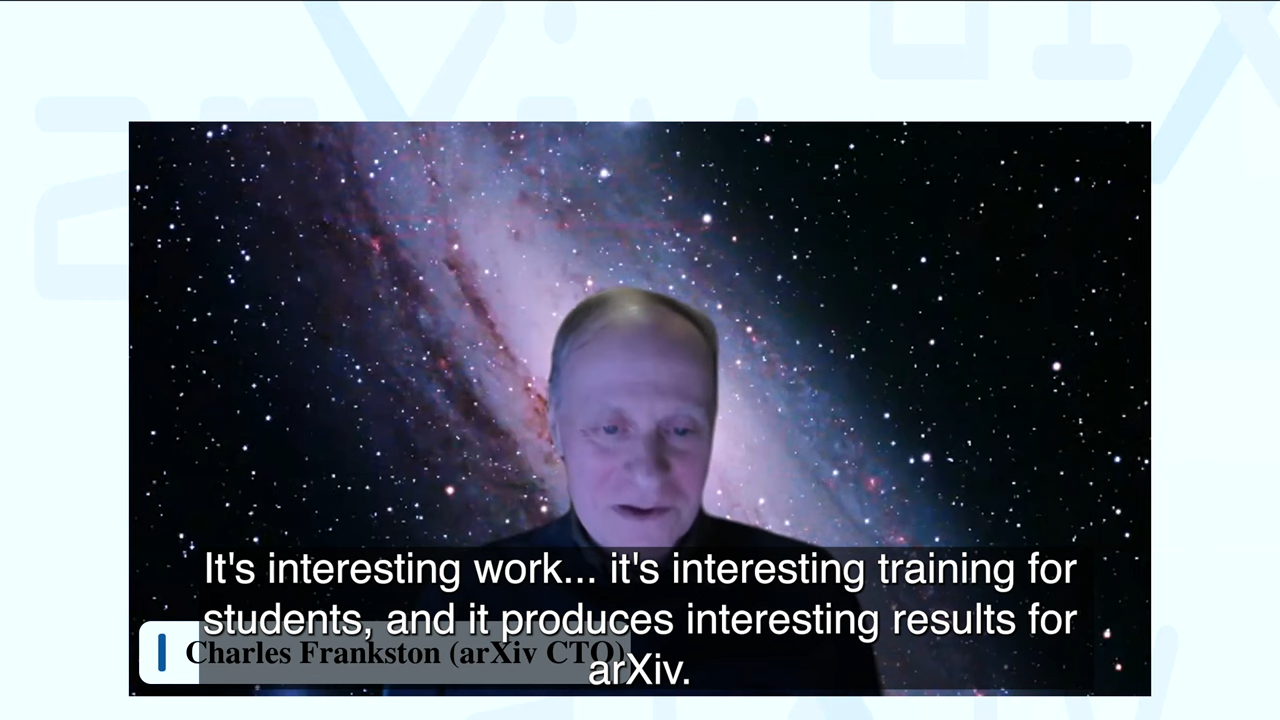 It's interesting work... it's interesting training for
students, and it produces interesting results for
arXiv.
Charles Frankston (arXiv CTO)